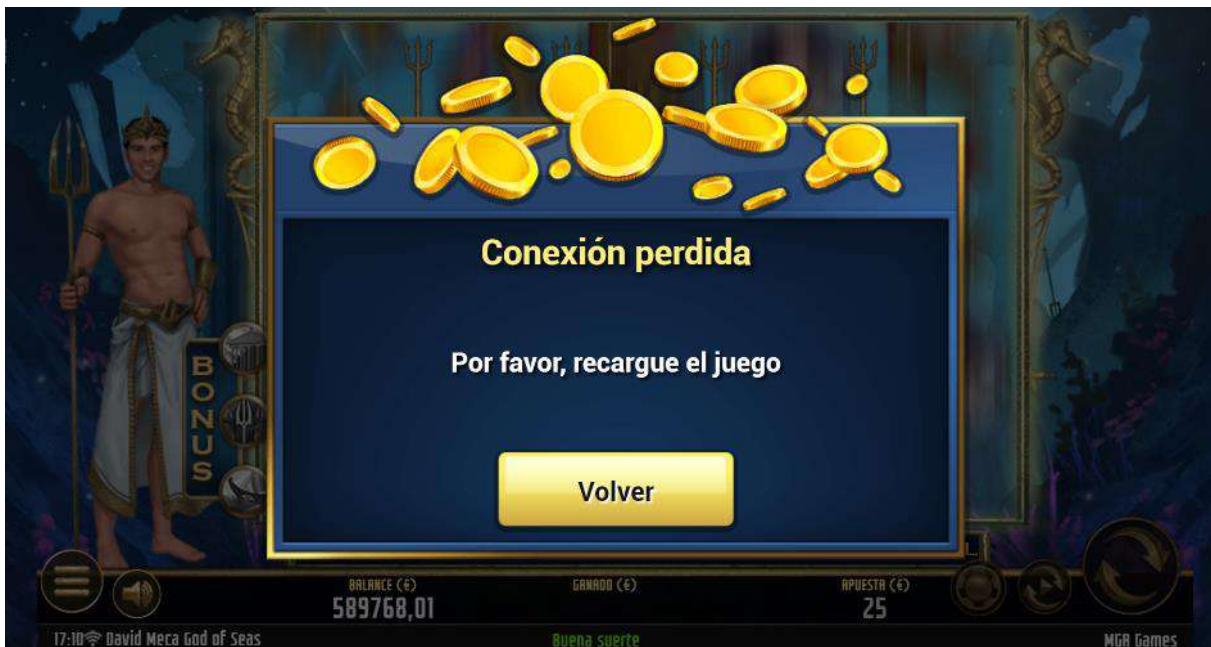 Conexión perdida
Por favor, recargue el juego
Volver
BONUS
BALANCE (€)
GANADO (€)
APUESTA (€)
589768,01
25
17:10 David Meca God of Seas
Buena suerte
MGA Games